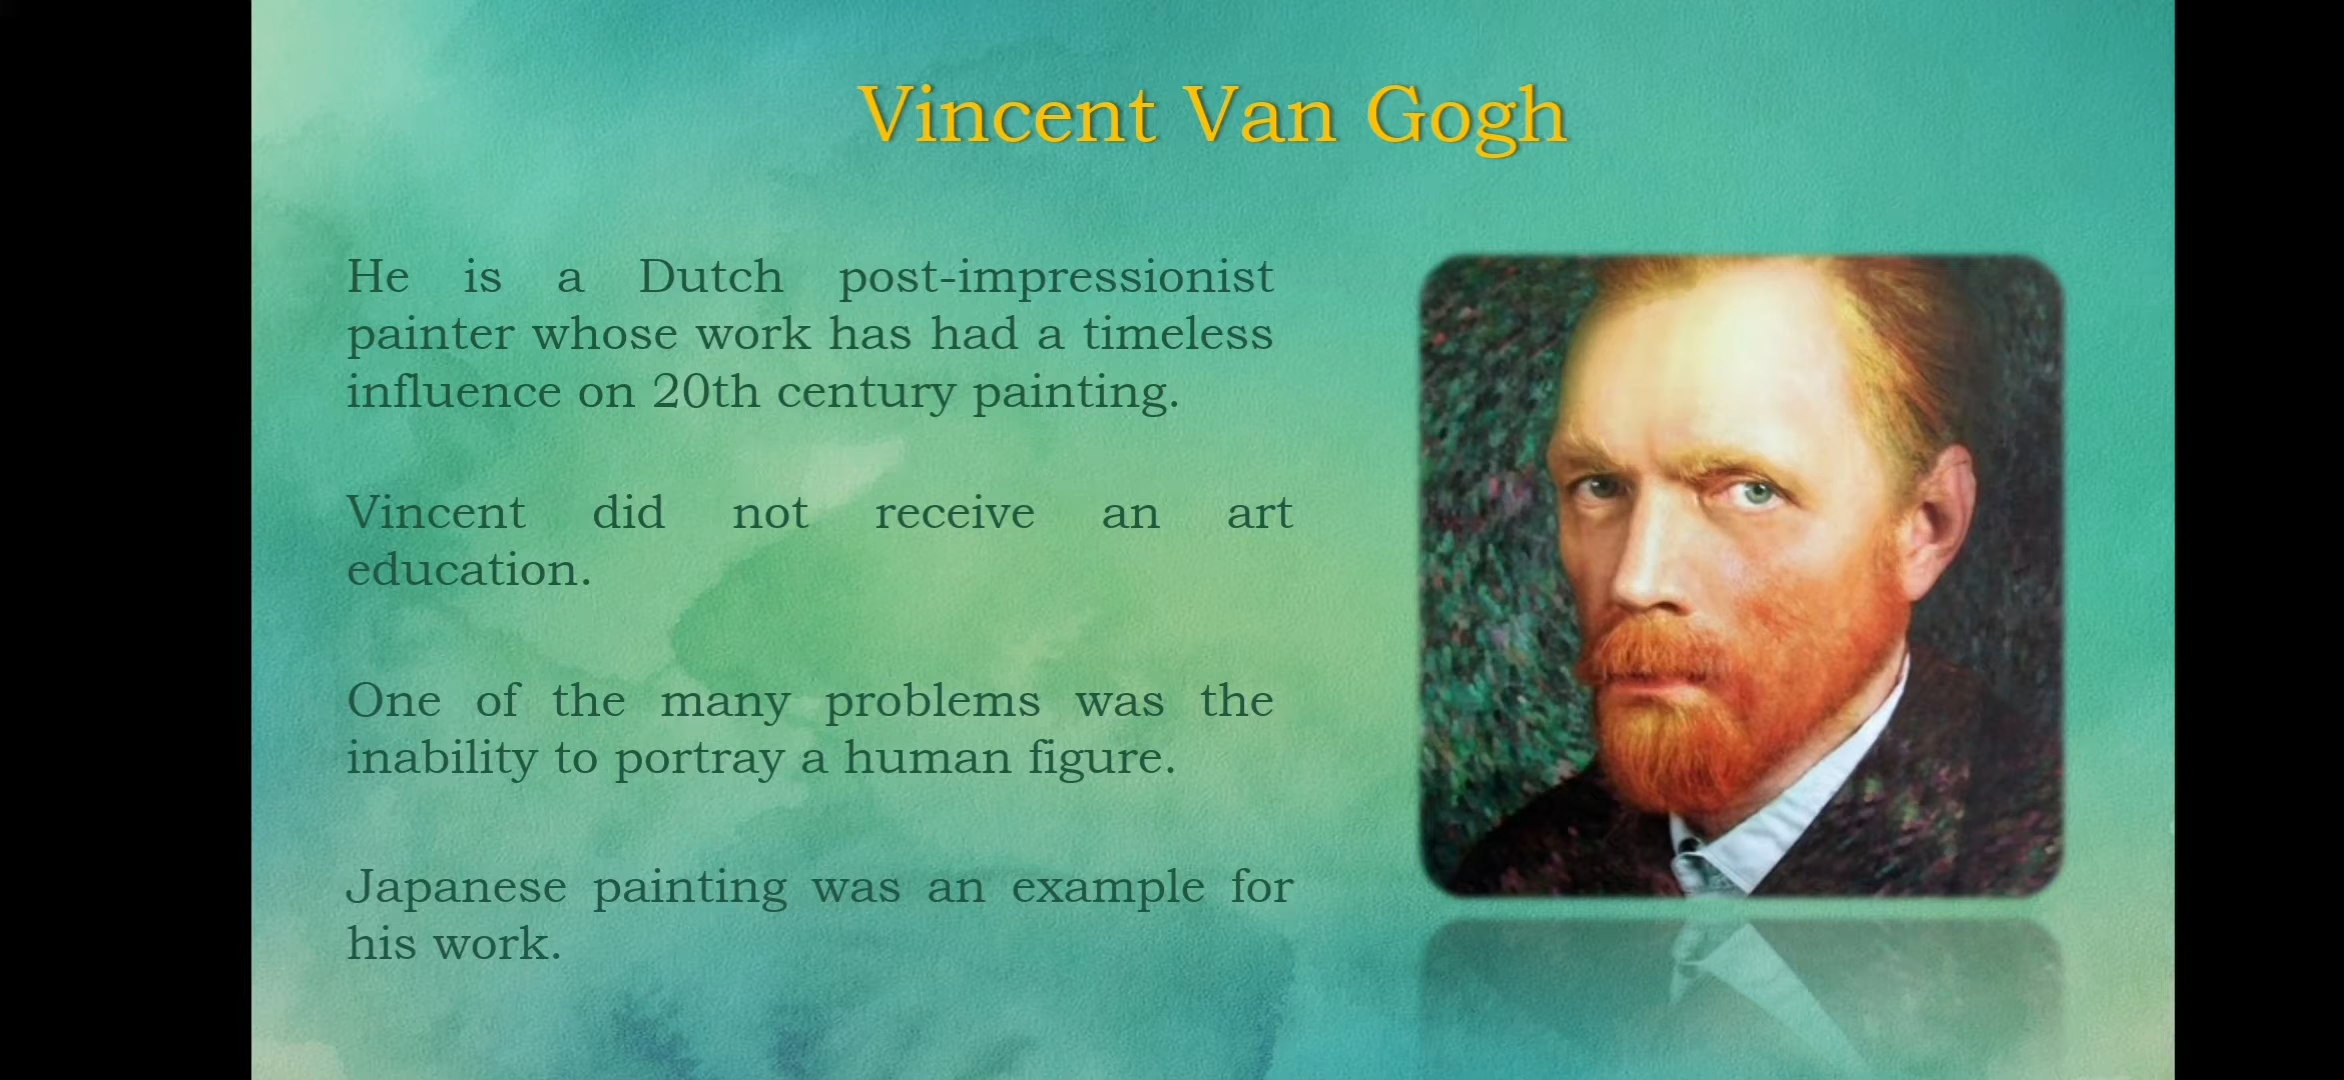 Vincent Van Gogh
He is a Dutch post-impressionist
painter whose work has had a timeless
influence on 20th century painting.
Vincent did not receive an art
education.
One of the many problems was the
inability to portray a human figure.
Japanese painting was an example for
his work.